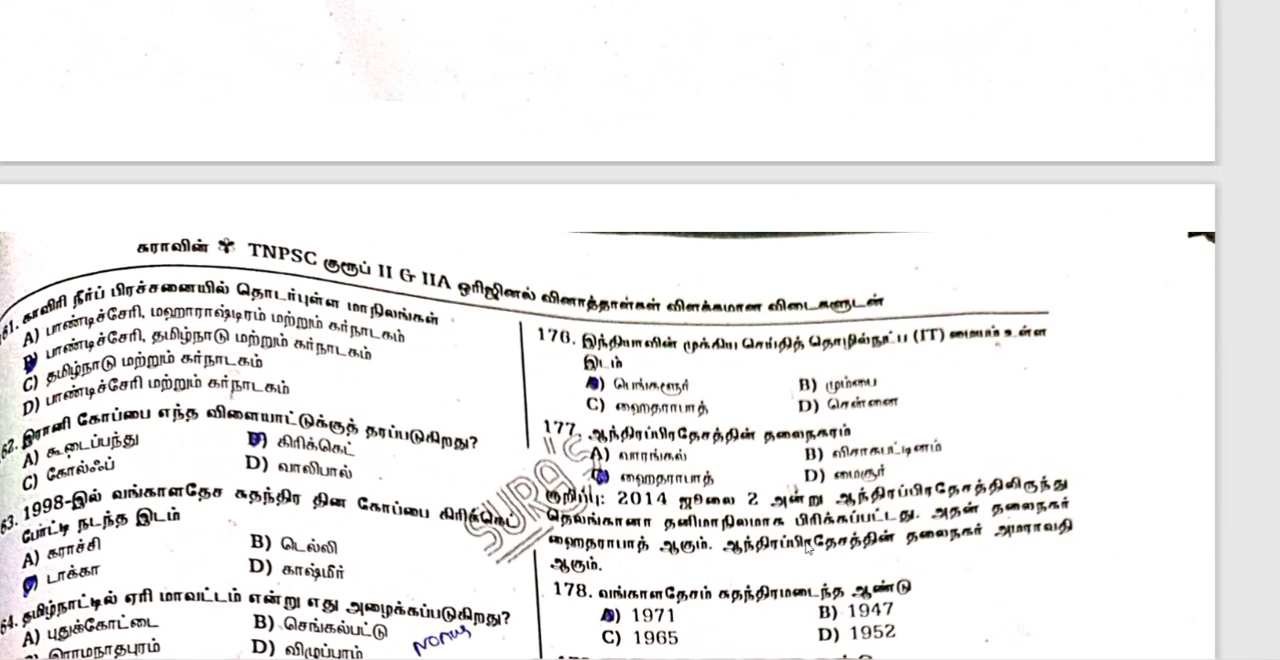 சுராவின் TNPSC குரூப் II & IIA ஒரிஜினல் வினாத்தாள்கள் விளக்கமான விடைகளுடன்
61. காவிரி நீர்ப் பிரச்சனையில் தொடர்புள்ள மாநிலங்கள்
A) பாண்டிச்சேரி, மஹாராஷ்டிரம் மற்றும் கர்நாடகம்
B) பாண்டிச்சேரி, தமிழ்நாடு மற்றும் கர்நாடகம்
C) தமிழ்நாடு மற்றும் கர்நாடகம்
D) பாண்டிச்சேரி மற்றும் கர்நாடகம்
62. இரானி கோப்பை எந்த விளையாட்டுக்குத் தரப்படுகிறது?
A) கூடைப்பந்து B) கிரிக்கெட்
C) கோல்ஃப் D) வாலிபால்
63. 1998-இல் வங்காளதேச சுதந்திர தின கோப்பை கிரிக்கெட்
போட்டி நடந்த இடம்
A) கராச்சி B) டெல்லி
C) டாக்கா D) காஷ்மீர்
64. தமிழ்நாட்டில் ஏரி மாவட்டம் என்று எது அழைக்கப்படுகிறது?
A) புதுக்கோட்டை B) செங்கல்பட்டு
C) இராமநாதபுரம் D) விழுப்புரம்
176. இந்தியாவின் முக்கிய செய்தித் தொழில்நுட்ப (IT) மையம் உள்ள
இடம்
A) பெங்களூர் B) மும்பை
C) ஹைதராபாத் D) சென்னை
177. ஆந்திரப்பிரதேசத்தின் தலைநகரம்
A) வாரங்கல் B) விசாகபட்டினம்
C) ஹைதராபாத் D) மைசூர்
குறிப்பு: 2014 ஜூலை 2 அன்று ஆந்திரப்பிரதேசத்திலிருந்து
தெலங்கானா தனிமாநிலமாக பிரிக்கப்பட்டது. அதன் தலைநகர்
ஹைதராபாத் ஆகும். ஆந்திரப்பிரதேசத்தின் தலைநகர் அமராவதி
ஆகும்.
178. வங்காளதேசம் சுதந்திரமடைந்த ஆண்டு
A) 1971 B) 1947
C) 1965 D) 1952
SURA'S